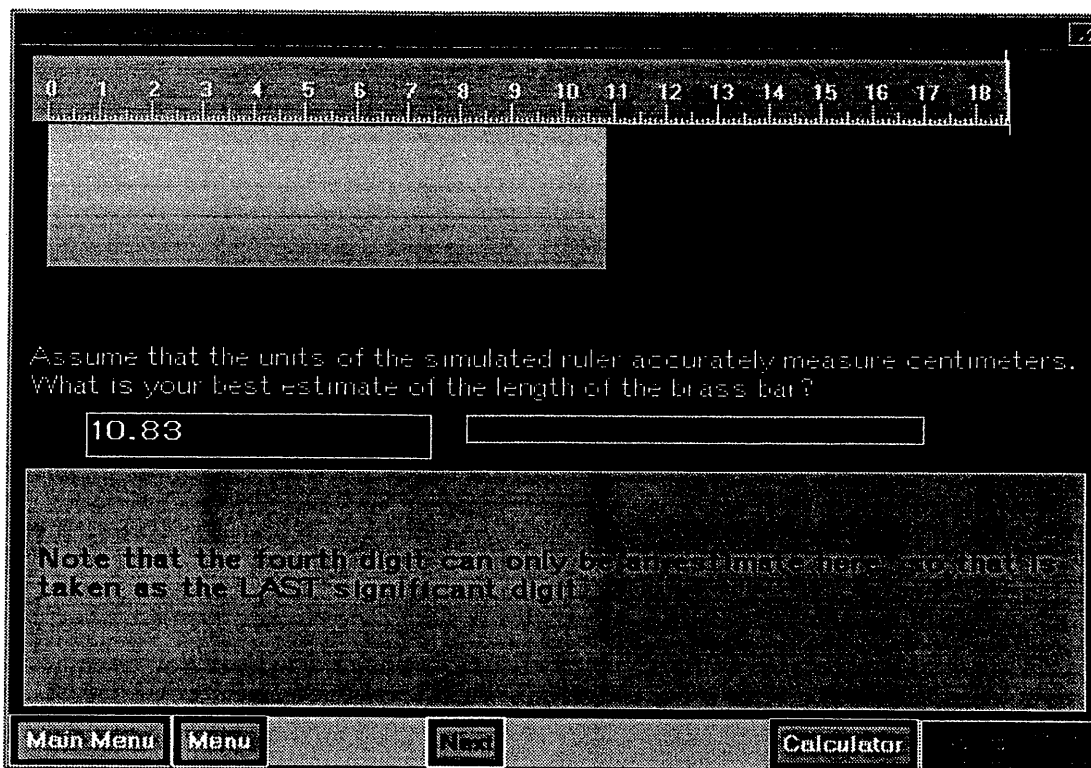 0 1 2 3 4 5 6 7 8 9 10 11 12 13 14 15 16 17 18
Assume that the units of the simulated ruler accurately measure centimeters.
What is your best estimate of the length of the brass bar?
10.83
Note that the fourth digit can only be an estimate here, so that is
taken as the LAST significant digit.
Main Menu Menu Next Calculator